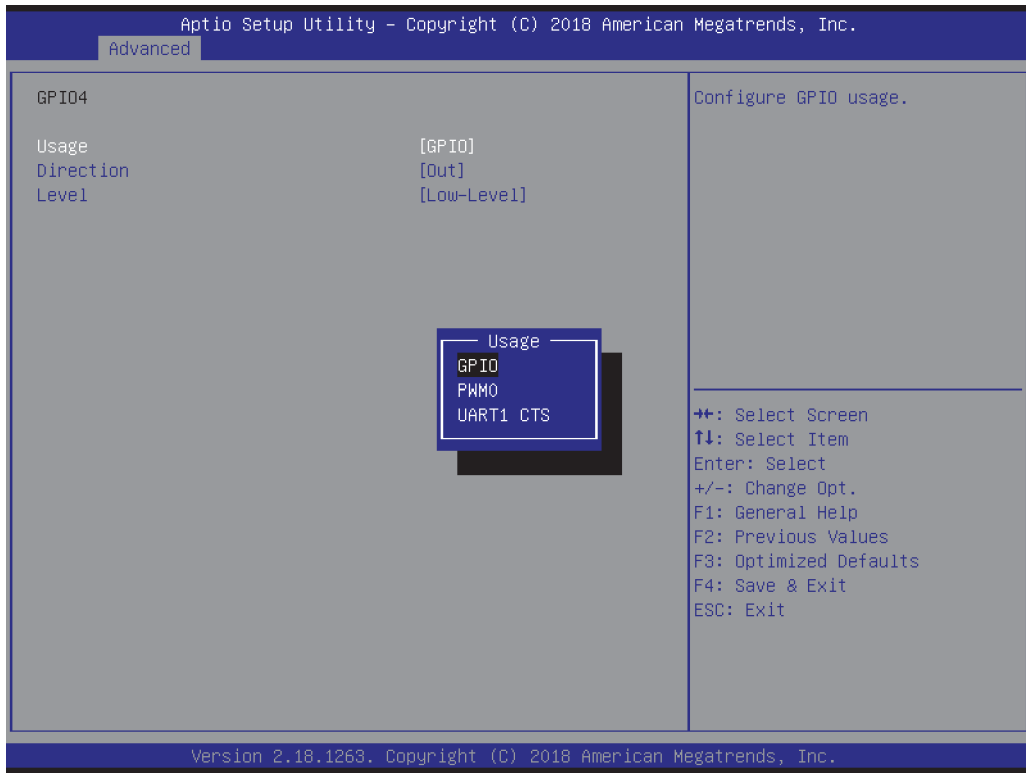 Aptio Setup Utility – Copyright (C) 2018 American Megatrends, Inc.
Advanced
GPIO4
Usage [GPIO]
Direction [Out]
Level [Low-Level]
Configure GPIO usage.
Usage
GPIO
PWM0
UART1 CTS
→←: Select Screen
↑↓: Select Item
Enter: Select
+/-: Change Opt.
F1: General Help
F2: Previous Values
F3: Optimized Defaults
F4: Save & Exit
ESC: Exit
Version 2.18.1263. Copyright (C) 2018 American Megatrends, Inc.